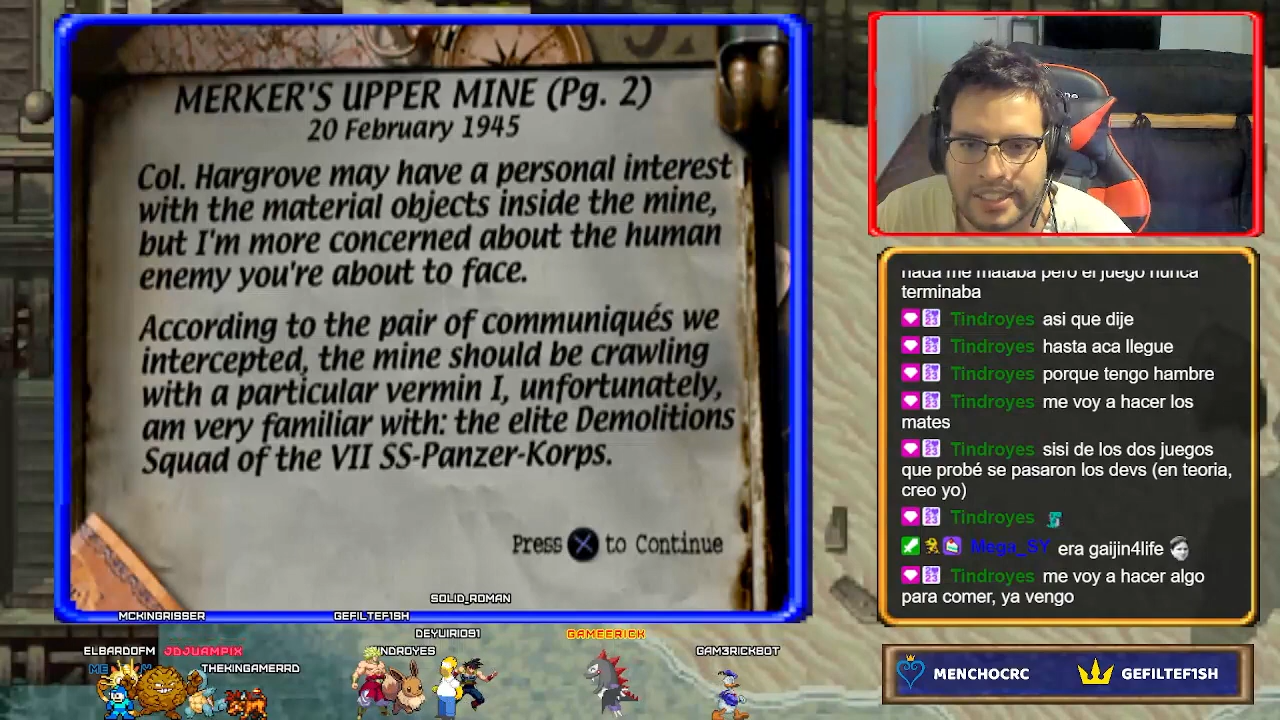 MERKER'S UPPER MINE (Pg. 2)
20 February 1945
Col. Hargrove may have a personal interest
with the material objects inside the mine,
but I'm more concerned about the human
enemy you're about to face.
According to the pair of communiqués we
intercepted, the mine should be crawling
with a particular vermin I, unfortunately,
am very familiar with: the elite Demolitions
Squad of the VII SS-Panzer-Korps.
Press X to Continue
nada me mataba pero el juego nunca
terminaba
Tindroyes asi que dije
Tindroyes hasta aca llegue
Tindroyes porque tengo hambre
Tindroyes me voy a hacer los
mates
Tindroyes sisi de los dos juegos
que probé se pasaron los devs (en teoria,
creo yo)
Tindroyes
Mega_SY era gaijin4life
Tindroyes me voy a hacer algo
para comer, ya vengo
SOLID_ROMAN
MCKINGRISSER
GEFILTEF1SH
DEYUIRIO91
GAMEERICK
ELBARDOFM
JDJUAMPIX
NDROYES
GAM3RICKBOT
THEKINGAMERRD
MENCHOCRC
GEFILTEF1SH